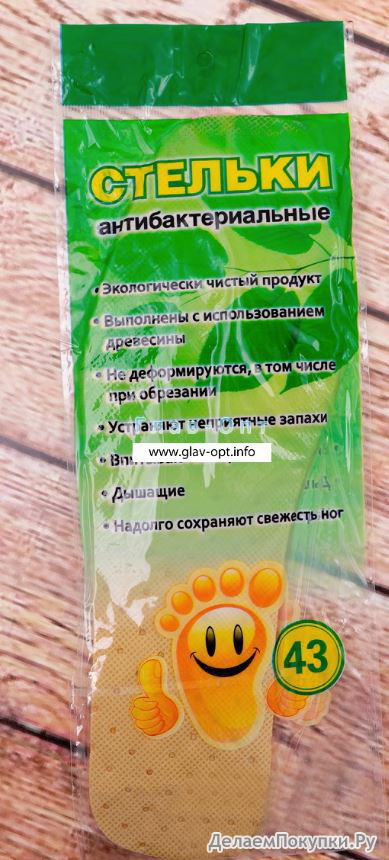 СТЕЛЬКИ
антибактериальные
• Экологически чистый продукт
• Выполнены с использованием
древесины
• Не деформируются, в том числе
при обрезании
• Устраняют неприятные запахи
www.glav-opt.info
• Дышащие
• Надолго сохраняют свежесть ног
43
ДелаемПокупки.Ру